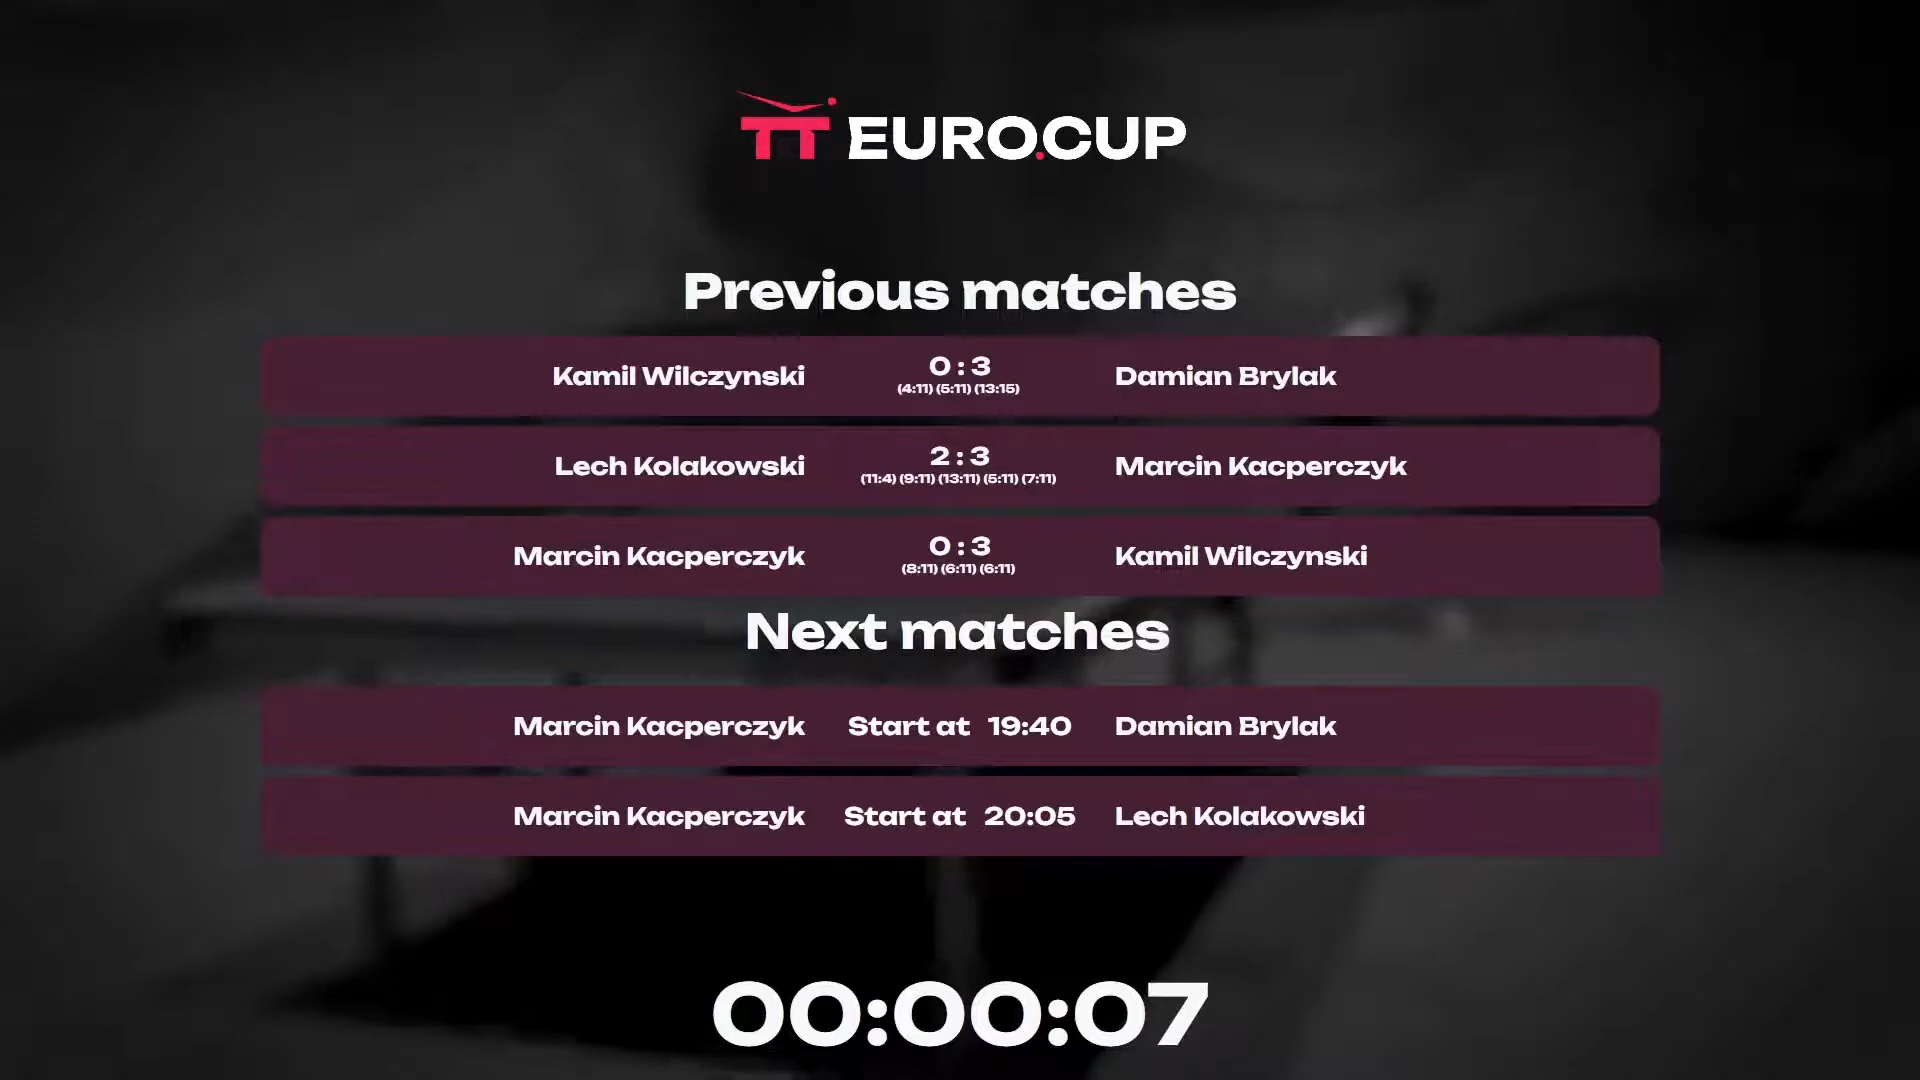 TT EURO.CUP
Previous matches
Kamil Wilczynski 0 : 3 Damian Brylak
(4:11) (5:11) (13:15)
Lech Kolakowski 2 : 3 Marcin Kacperczyk
(11:4) (9:11) (13:11) (5:11) (7:11)
Marcin Kacperczyk 0 : 3 Kamil Wilczynski
(8:11) (6:11) (6:11)
Next matches
Marcin Kacperczyk Start at 19:40 Damian Brylak
Marcin Kacperczyk Start at 20:05 Lech Kolakowski
00:00:07